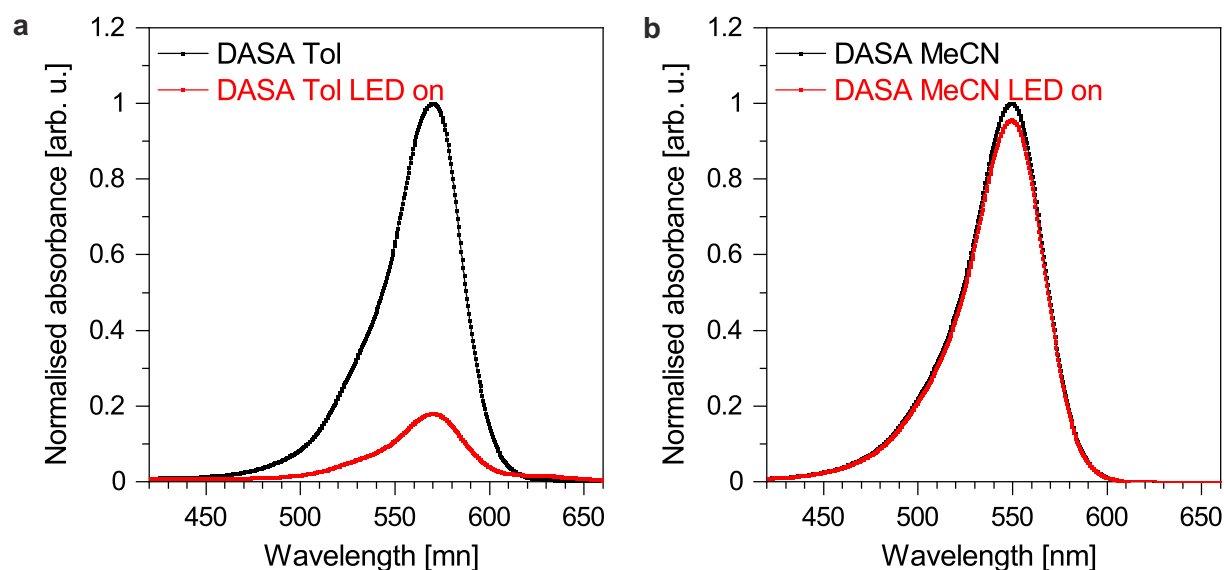 a
1.2
1
0.8
0.6
0.4
0.2
0
Normalised absorbance [arb. u.]
DASA Tol
DASA Tol LED on
450 500 550 600 650
Wavelength [mn]
b
1.2
1
0.8
0.6
0.4
0.2
0
Normalised absorbance [arb. u.]
DASA MeCN
DASA MeCN LED on
450 500 550 600 650
Wavelength [nm]